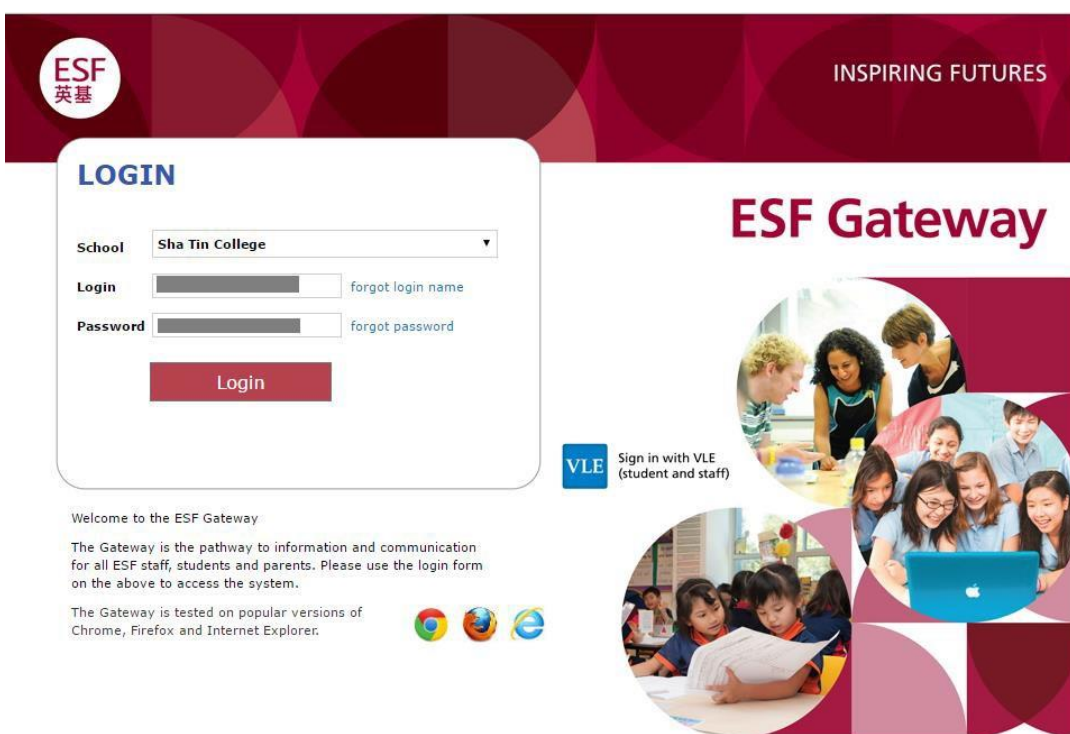 ESF
英基
INSPIRING FUTURES
LOGIN
ESF Gateway
School Sha Tin College
Login forgot login name
Password forgot password
Login
VLE Sign in with VLE
(student and staff)
Welcome to the ESF Gateway
The Gateway is the pathway to information and communication
for all ESF staff, students and parents. Please use the login form
on the above to access the system.
The Gateway is tested on popular versions of
Chrome, Firefox and Internet Explorer.